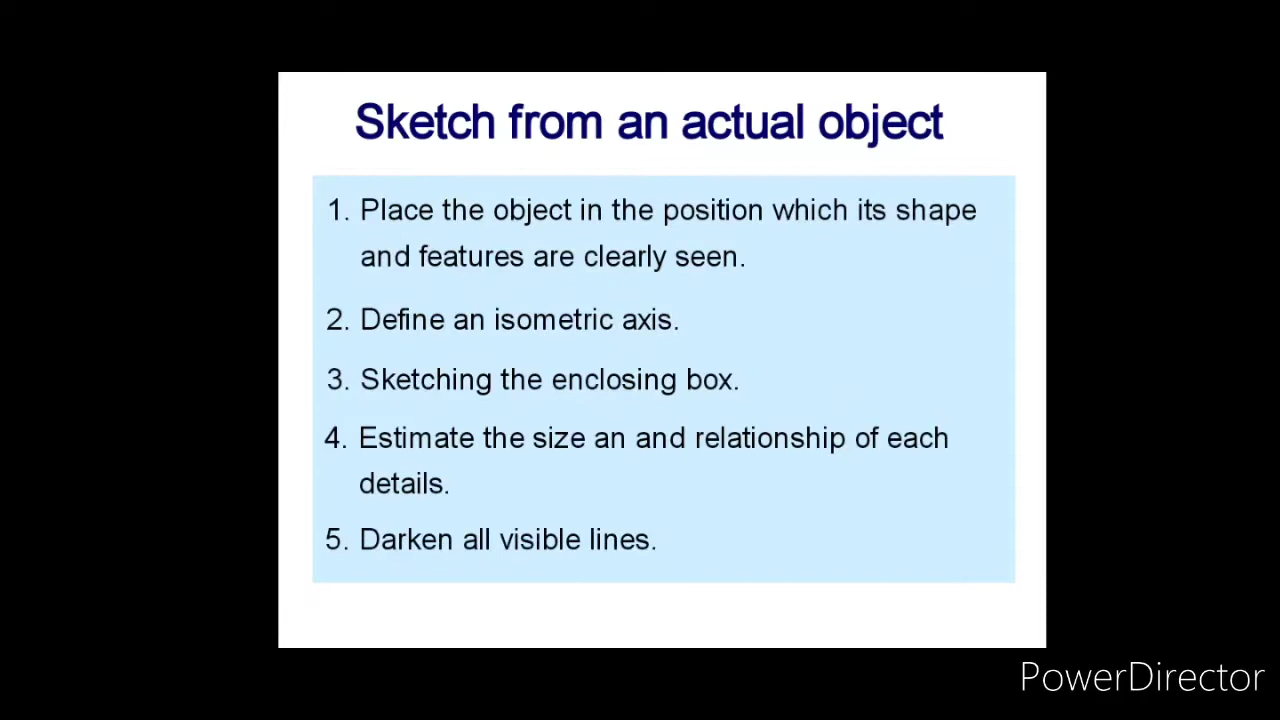 Sketch from an actual object
1. Place the object in the position which its shape
and features are clearly seen.
2. Define an isometric axis.
3. Sketching the enclosing box.
4. Estimate the size an and relationship of each
details.
5. Darken all visible lines.
PowerDirector